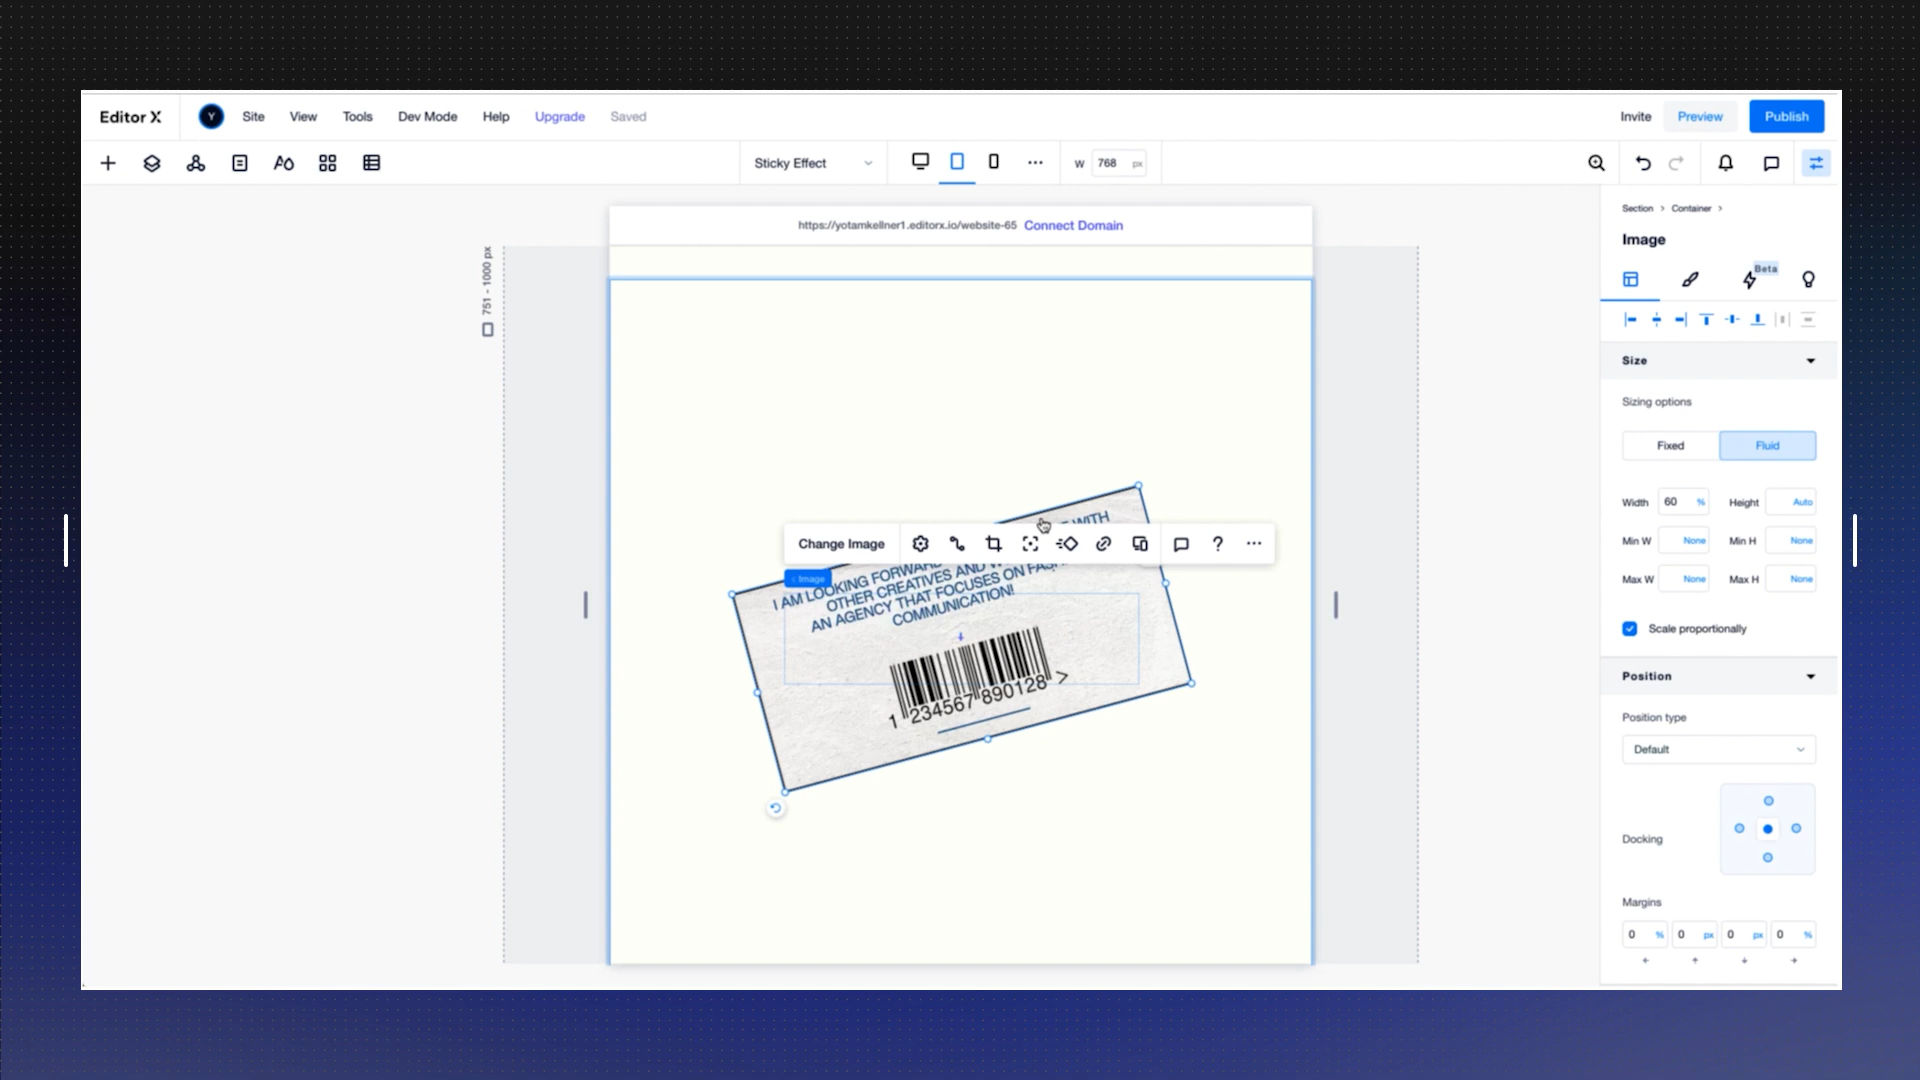 Editor X
Y
Site
View
Tools
Dev Mode
Help
Upgrade
Saved
Invite
Preview
Publish
Sticky Effect
W 768 px
https://yotamkellner1.editorx.io/website-65 Connect Domain
751 - 1000 px
WITH
Change Image
?
Image
I AM LOOKING FORWARD
OTHER CREATIVES AND
AN AGENCY THAT FOCUSES ON
COMMUNICATION!
1 234567 890128 >
Section > Container >
Image
Beta
Size
Sizing options
Fixed
Fluid
Width 60 % Height Auto
Min W None Min H None
Max W None Max H None
Scale proportionally
Position
Position type
Default
Docking
Margins
0 % 0 px 0 px 0 %